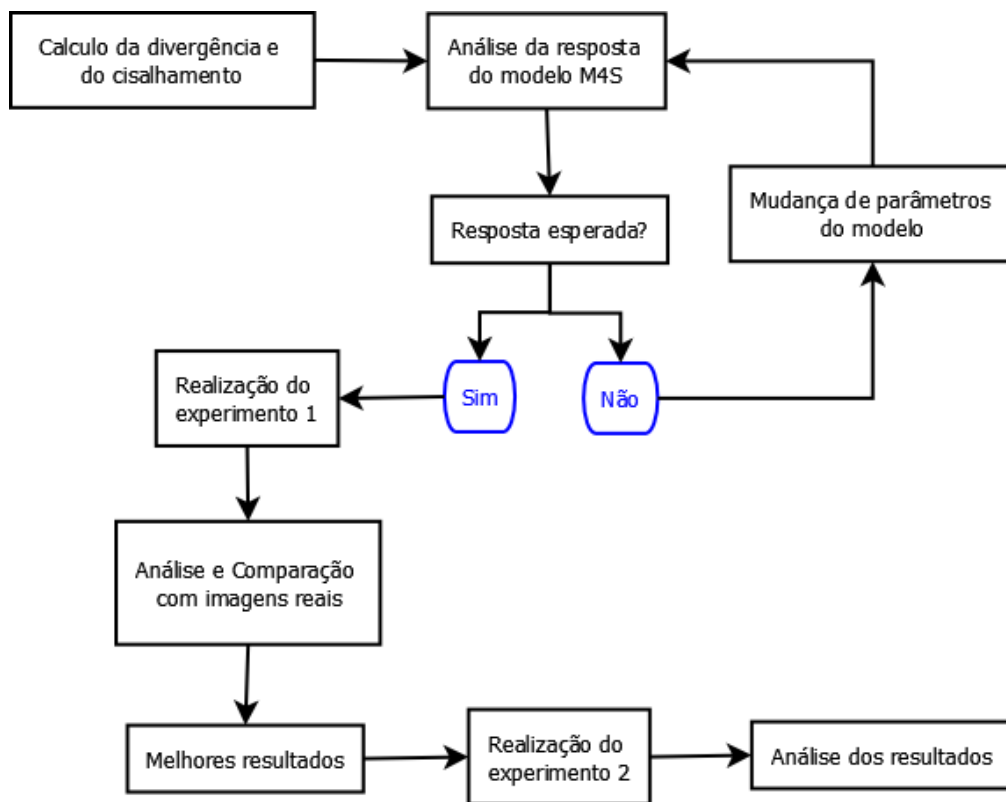 Calculo da divergência e
do cisalhamento
Análise da resposta
do modelo M4S
Mudança de parâmetros
do modelo
Resposta esperada?
Sim
Não
Realização do
experimento 1
Análise e Comparação
com imagens reais
Melhores resultados
Realização do
experimento 2
Análise dos resultados